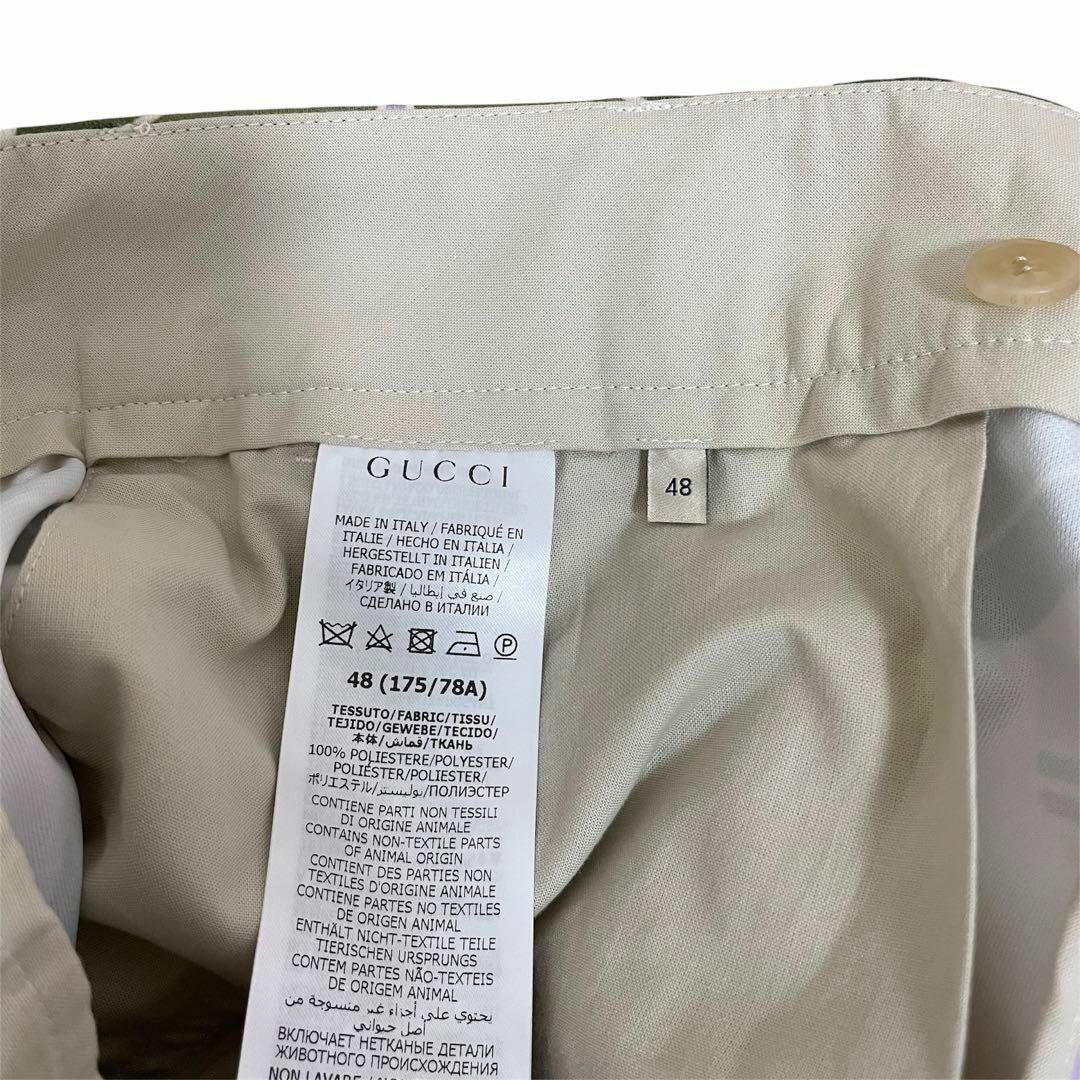 GUCCI
MADE IN ITALY / FABRIQUÉ EN
ITALIE / HECHO EN ITALIA /
HERGESTELLT IN ITALIEN /
FABRICADO EM ITÁLIA /
イタリア製 / صنع في إيطاليا /
СДЕЛАНО В ИТАЛИИ
P
48 (175/78A)
TESSUTO/FABRIC/TISSU/
TEJIDO/GEWEBE/TECIDO/
本体/قماش/ТКАНЬ
100% POLIESTERE/POLYESTER/
POLIÉSTER/POLIESTER/
ポリエステル/بوليستر/ПОЛИЭСТЕР
CONTIENE PARTI NON TESSILI
DI ORIGINE ANIMALE
CONTAINS NON-TEXTILE PARTS
OF ANIMAL ORIGIN
CONTIENT DES PARTIES NON
TEXTILES D'ORIGINE ANIMALE
CONTIENE PARTES NO TEXTILES
DE ORIGEN ANIMAL
ENTHÄLT NICHT-TEXTILE TEILE
TIERISCHEN URSPRUNGS
CONTEM PARTES NÃO-TEXTEIS
DE ORIGEM ANIMAL
يحتوي على أجزاء غير منسوجة من
أصل حيواني
ВКЛЮЧАЕТ НЕТКАНЫЕ ДЕТАЛИ
ЖИВОТНОГО ПРОИСХОЖДЕНИЯ
NON LAVARE
48